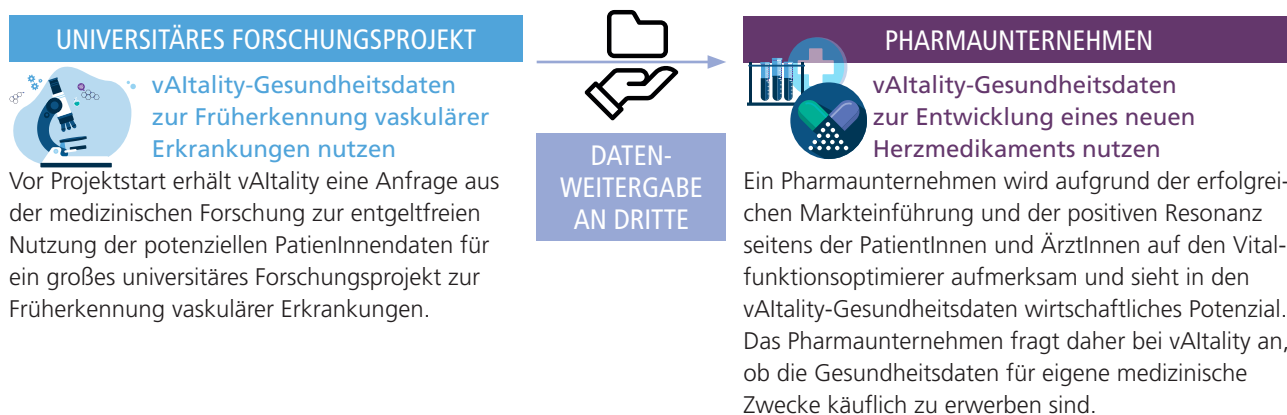 UNIVERSITÄRES FORSCHUNGSPROJEKT
vAItality-Gesundheitsdaten
zur Früherkennung vaskulärer
Erkrankungen nutzen
Vor Projektstart erhält vAItality eine Anfrage aus
der medizinischen Forschung zur entgeltfreien
Nutzung der potenziellen PatienInnendaten für
ein großes universitäres Forschungsprojekt zur
Früherkennung vaskulärer Erkrankungen.
DATEN-
WEITERGABE
AN DRITTE
PHARMAUNTERNEHMEN
vAItality-Gesundheitsdaten
zur Entwicklung eines neuen
Herzmedikaments nutzen
Ein Pharmaunternehmen wird aufgrund der erfolgrei-
chen Markteinführung und der positiven Resonanz
seitens der PatientInnen und ÄrztInnen auf den Vital-
funktionsoptimierer aufmerksam und sieht in den
vAItality-Gesundheitsdaten wirtschaftliches Potenzial.
Das Pharmaunternehmen fragt daher bei vAItality an,
ob die Gesundheitsdaten für eigene medizinische
Zwecke käuflich zu erwerben sind.